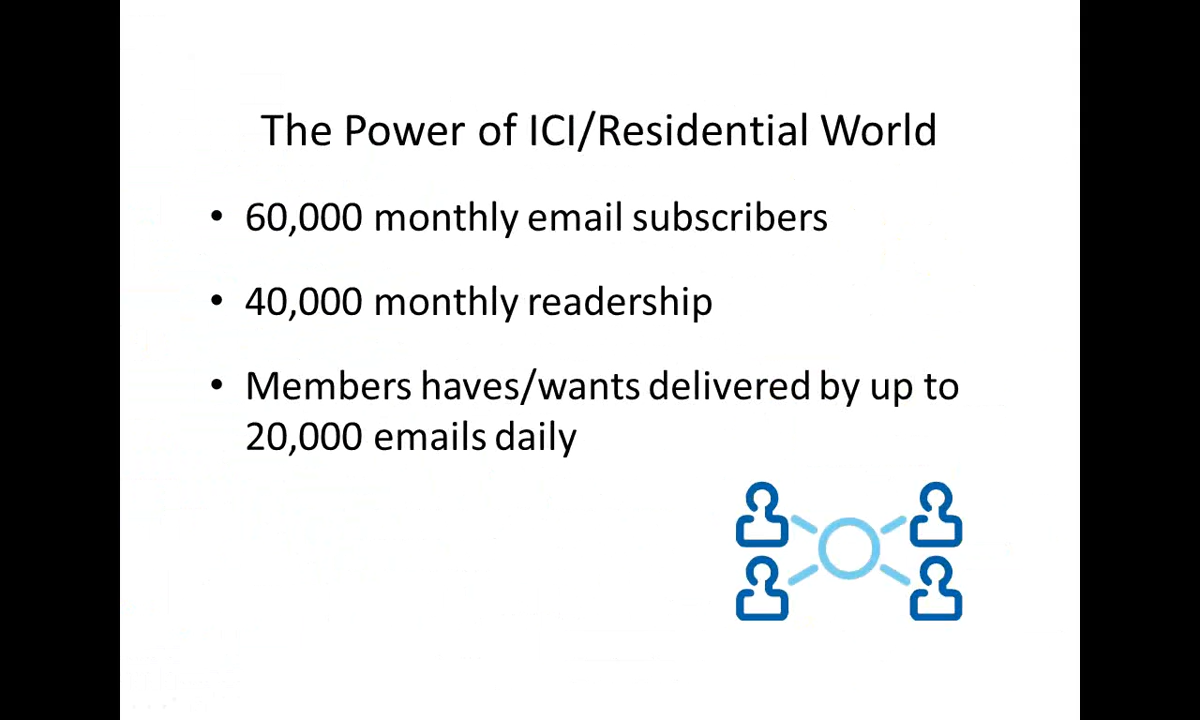 The Power of ICI/Residential World
• 60,000 monthly email subscribers
• 40,000 monthly readership
• Members haves/wants delivered by up to
20,000 emails daily